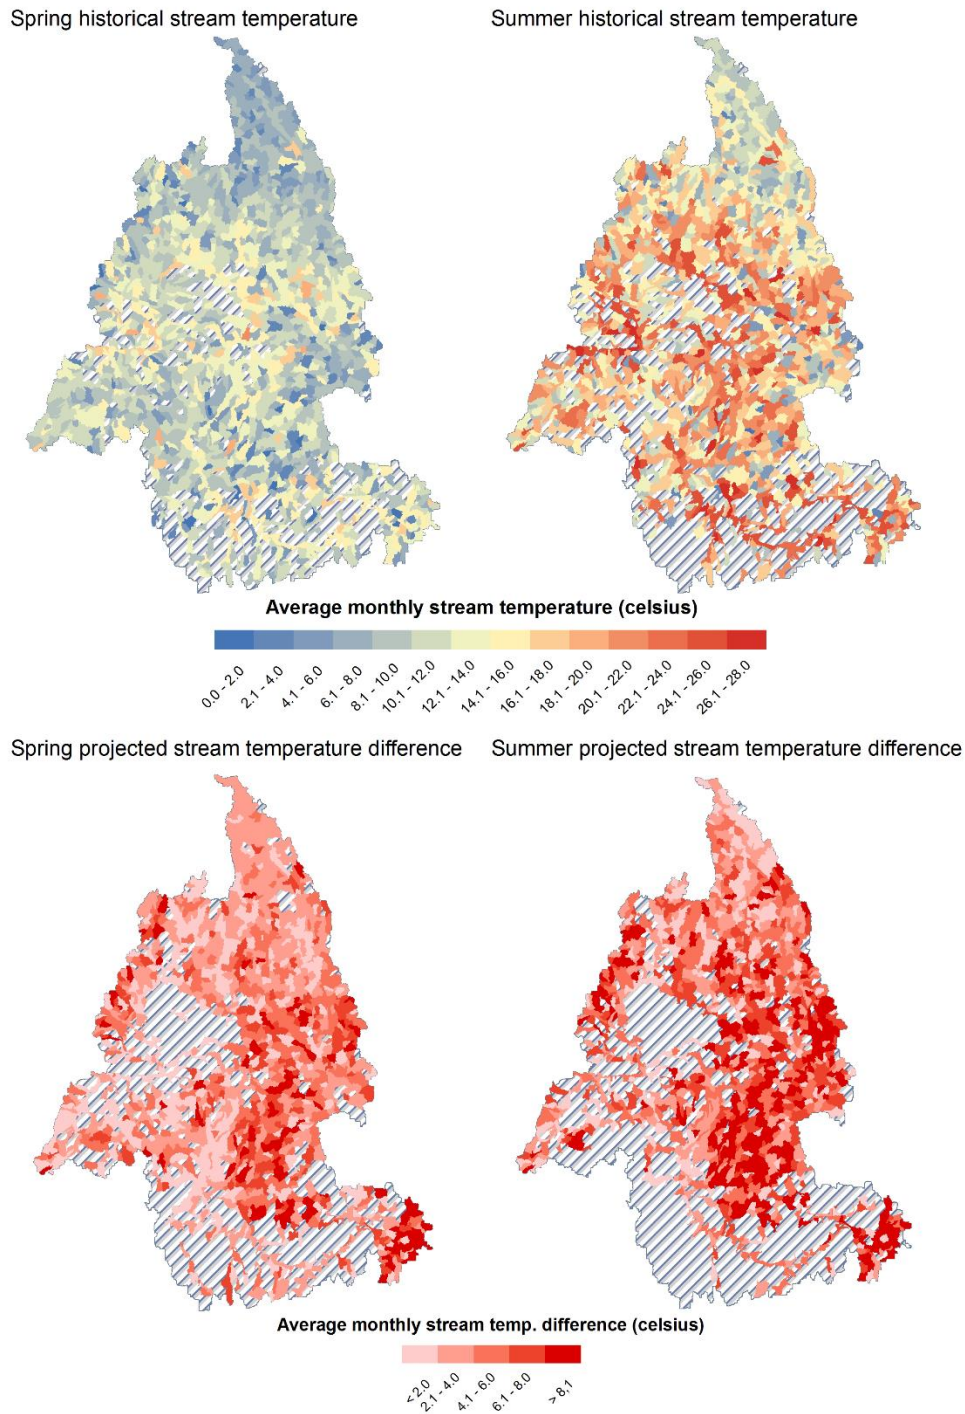 Spring historical stream temperature
Summer historical stream temperature
Average monthly stream temperature (celsius)
0.0 - 2.0
2.1 - 4.0
4.1 - 6.0
6.1 - 8.0
8.1 - 10.0
10.1 - 12.0
12.1 - 14.0
14.1 - 16.0
16.1 - 18.0
18.1 - 20.0
20.1 - 22.0
22.1 - 24.0
24.1 - 26.0
26.1 - 28.0
Spring projected stream temperature difference
Summer projected stream temperature difference
Average monthly stream temp. difference (celsius)
< 2.0
2.1 - 4.0
4.1 - 6.0
6.1 - 8.0
> 8,1